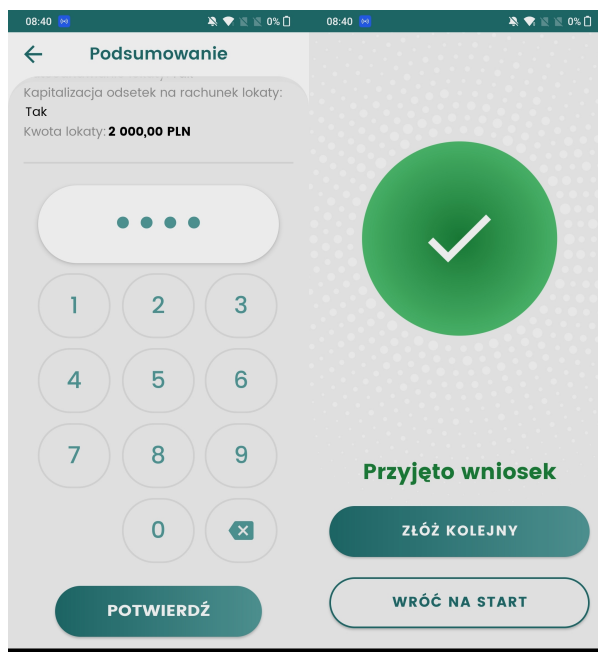 08:40
0%
Podsumowanie
Kapitalizacja odsetek na rachunek lokaty:
Tak
Kwota lokaty: 2 000,00 PLN
1 2 3
4 5 6
7 8 9
0
POTWIERDŹ
08:40
0%
Przyjęto wniosek
ZŁÓŻ KOLEJNY
WRÓĆ NA START